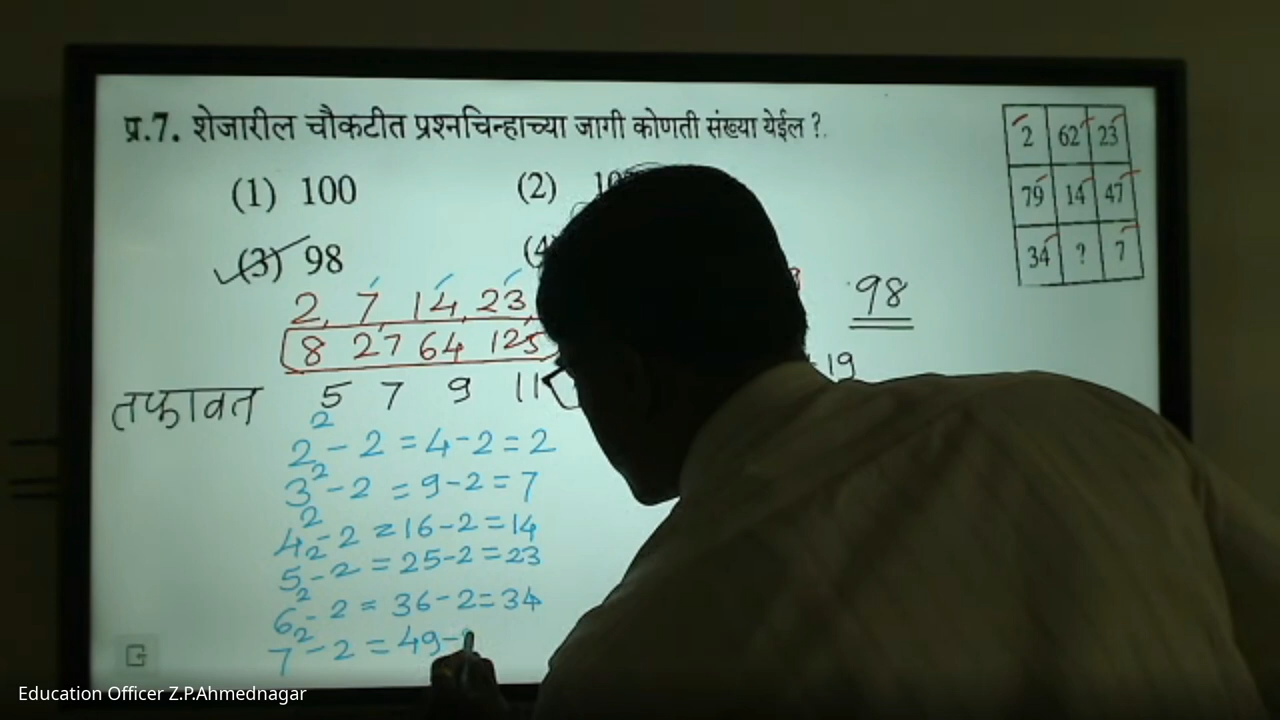 प्र.7. शेजारील चौकटीत प्रश्नचिन्हाच्या जागी कोणती संख्या येईल ?
2 62 23
79 14 47
34 ? 7
(1) 100 (2)
(3) 98 (4)
98
2, 7, 14, 23,
8 27 64 125
19
तफावत 5 7 9 11
2² - 2 = 4 - 2 = 2
3² - 2 = 9 - 2 = 7
4² - 2 = 16 - 2 = 14
5² - 2 = 25 - 2 = 23
6² - 2 = 36 - 2 = 34
7² - 2 = 49 -
Education Officer Z.P.Ahmednagar